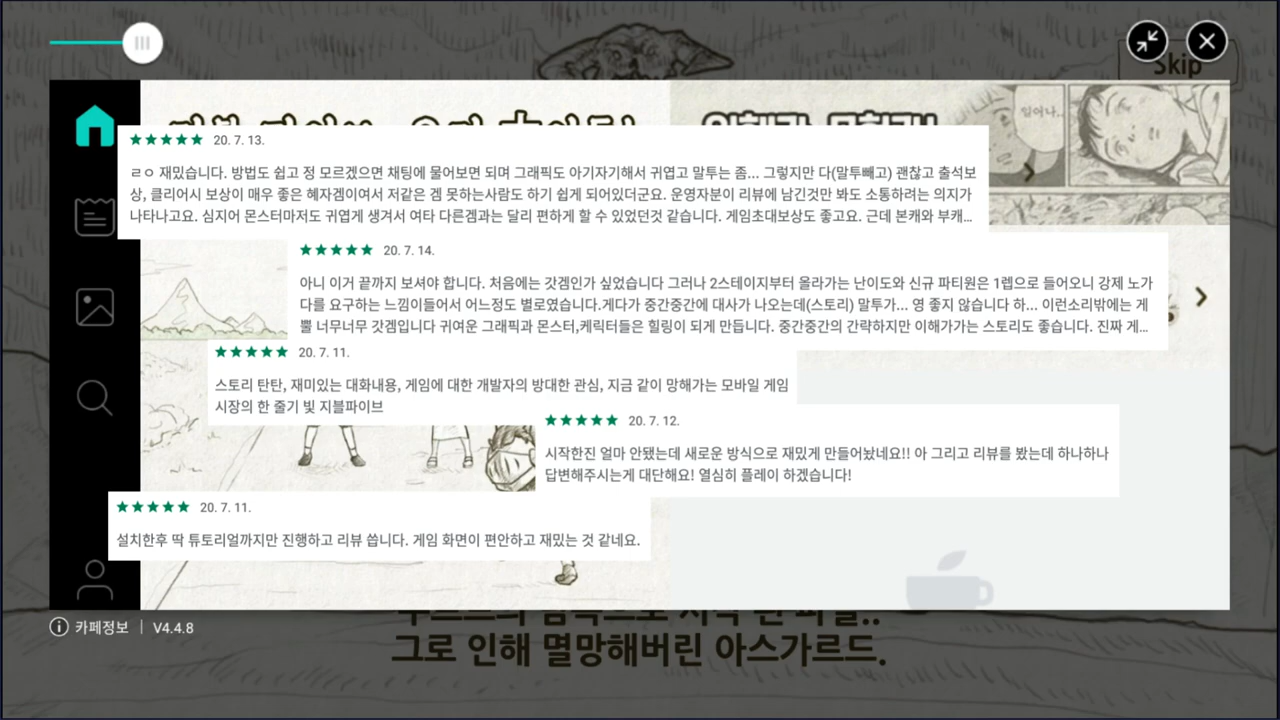 Skip
일어나..
★★★★★ 20. 7. 13.
ㄹㅇ 재밌습니다. 방법도 쉽고 정 모르겠으면 채팅에 물어보면 되며 그래픽도 아기자기해서 귀엽고 말투는 좀... 그렇지만 다(말투빼고) 괜찮고 출석보
상, 클리어시 보상이 매우 좋은 혜자겜이여서 저같은 겜 못하는사람도 하기 쉽게 되어있더군요. 운영자분이 리뷰에 남긴것만 봐도 소통하려는 의지가
나타나고요. 심지어 몬스터마저도 귀엽게 생겨서 여타 다른겜과는 달리 편하게 할 수 있었던것 같습니다. 게임초대보상도 좋고요. 근데 본캐와 부캐...
★★★★★ 20. 7. 14.
아니 이거 끝까지 보셔야 합니다. 처음에는 갓겜인가 싶었습니다 그러나 2스테이지부터 올라가는 난이도와 신규 파티원은 1렙으로 들어오니 강제 노가
다를 요구하는 느낌이들어서 어느정도 별로였습니다.게다가 중간중간에 대사가 나오는데(스토리) 말투가... 영 좋지 않습니다 하... 이런소리밖에는 게
뿔 너무너무 갓겜입니다 귀여운 그래픽과 몬스터,케릭터들은 힐링이 되게 만듭니다. 중간중간의 간략하지만 이해가가는 스토리도 좋습니다. 진짜 게...
★★★★★ 20. 7. 11.
스토리 탄탄, 재미있는 대화내용, 게임에 대한 개발자의 방대한 관심, 지금 같이 망해가는 모바일 게임
시장의 한 줄기 빛 지블파이브
★★★★★ 20. 7. 12.
시작한진 얼마 안됐는데 새로운 방식으로 재밌게 만들어놨네요!! 아 그리고 리뷰를 봤는데 하나하나
답변해주시는게 대단해요! 열심히 플레이 하겠습니다!
★★★★★ 20. 7. 11.
설치한후 딱 튜토리얼까지만 진행하고 리뷰 씁니다. 게임 화면이 편안하고 재밌는 것 같네요.
카페정보 | V4.4.8
그로 인해 멸망해버린 아스가르드.